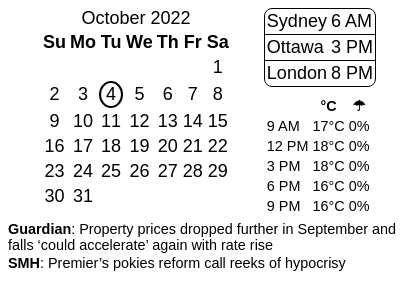 October 2022
Su Mo Tu We Th Fr Sa
1
2 3 4 5 6 7 8
9 10 11 12 13 14 15
16 17 18 19 20 21 22
23 24 25 26 27 28 29
30 31
Sydney 6 AM
Ottawa 3 PM
London 8 PM
°C ☂
9 AM 17°C 0%
12 PM 18°C 0%
3 PM 18°C 0%
6 PM 16°C 0%
9 PM 16°C 0%
Guardian: Property prices dropped further in September and
falls ‘could accelerate’ again with rate rise
SMH: Premier’s pokies reform call reeks of hypocrisy